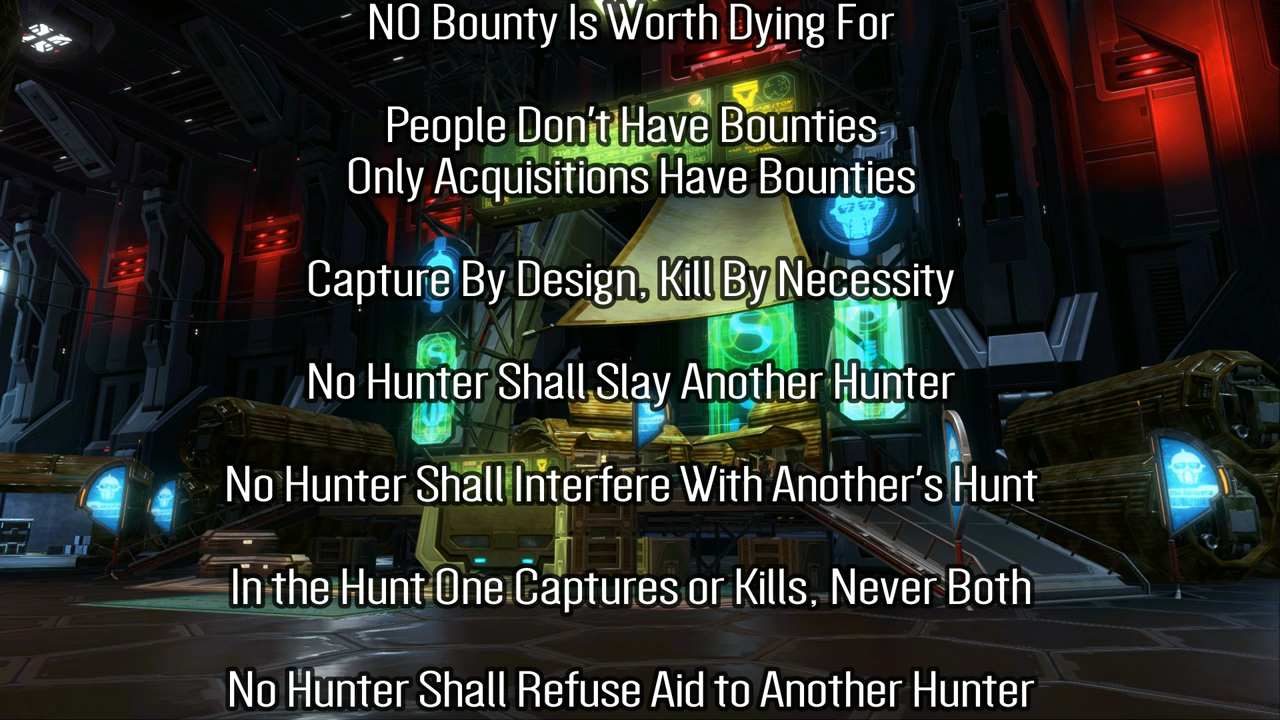 NO Bounty Is Worth Dying For
People Don't Have Bounties
Only Acquisitions Have Bounties
Capture By Design, Kill By Necessity
No Hunter Shall Slay Another Hunter
No Hunter Shall Interfere With Another's Hunt
In the Hunt One Captures or Kills, Never Both
No Hunter Shall Refuse Aid to Another Hunter